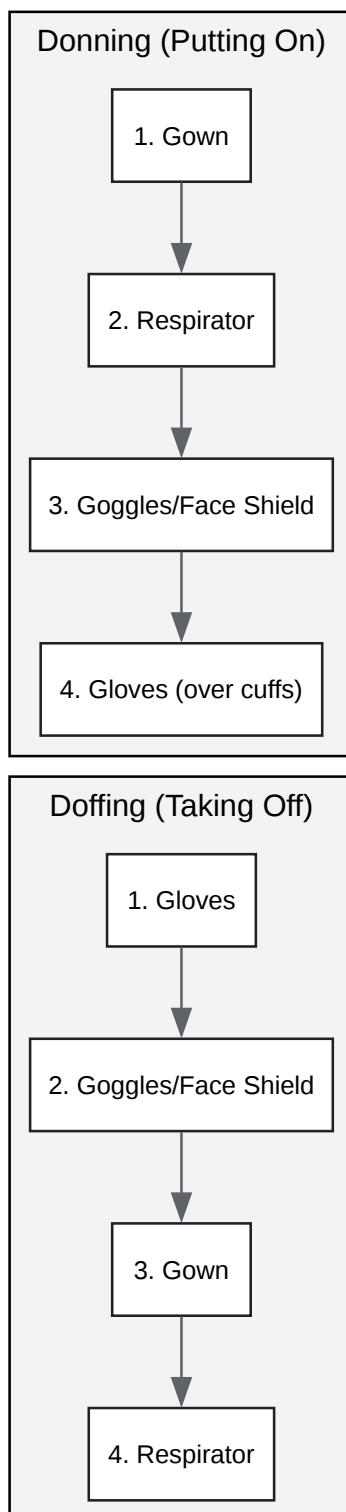 Donning (Putting On)
1. Gown
2. Respirator
3. Goggles/Face Shield
4. Gloves (over cuffs)
Doffing (Taking Off)
1. Gloves
2. Goggles/Face Shield
3. Gown
4. Respirator